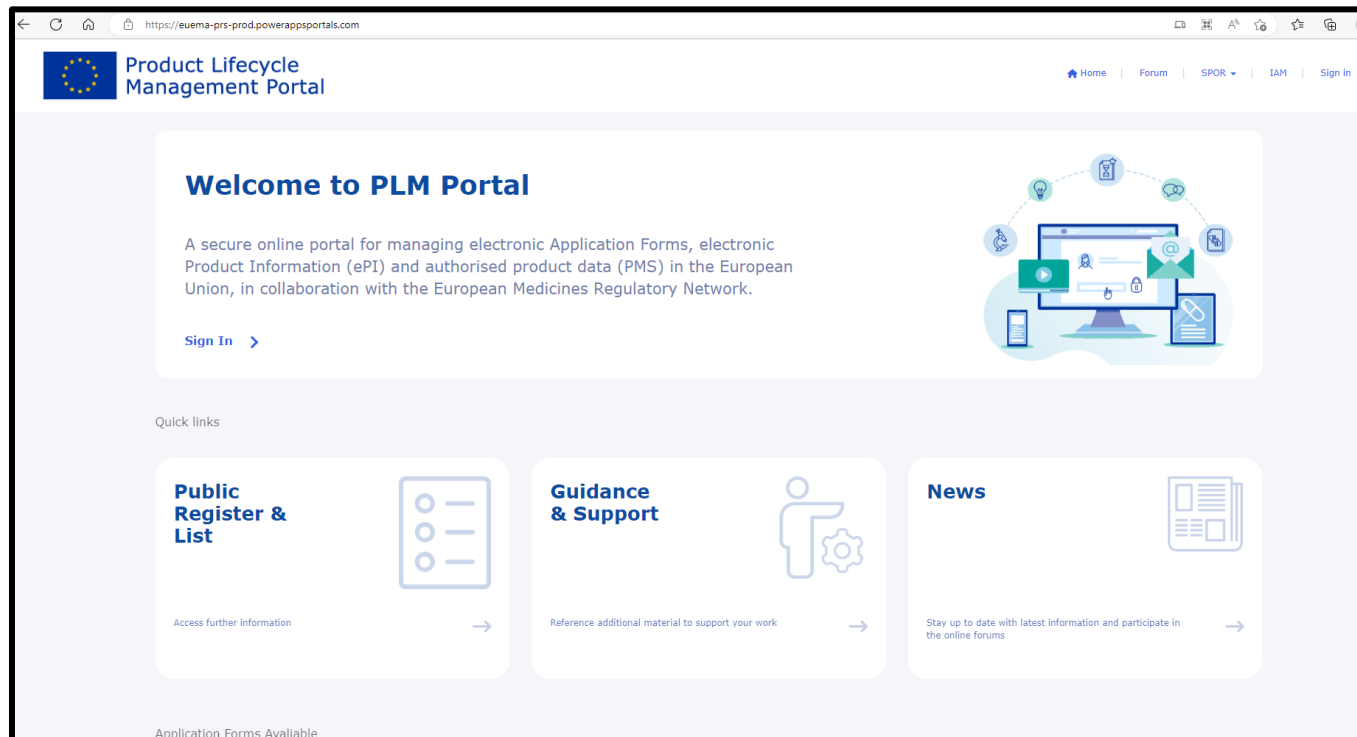 https://euema-prs-prod.powerappsportals.com
Product Lifecycle
Management Portal
Home | Forum | SPOR | IAM | Sign in
Welcome to PLM Portal
A secure online portal for managing electronic Application Forms, electronic
Product Information (ePI) and authorised product data (PMS) in the European
Union, in collaboration with the European Medicines Regulatory Network.
Sign In
@
Quick links
Public
Register &
List
Access further information
Guidance
& Support
Reference additional material to support your work
News
Stay up to date with latest information and participate in
the online forums
Application Forms Avaliable